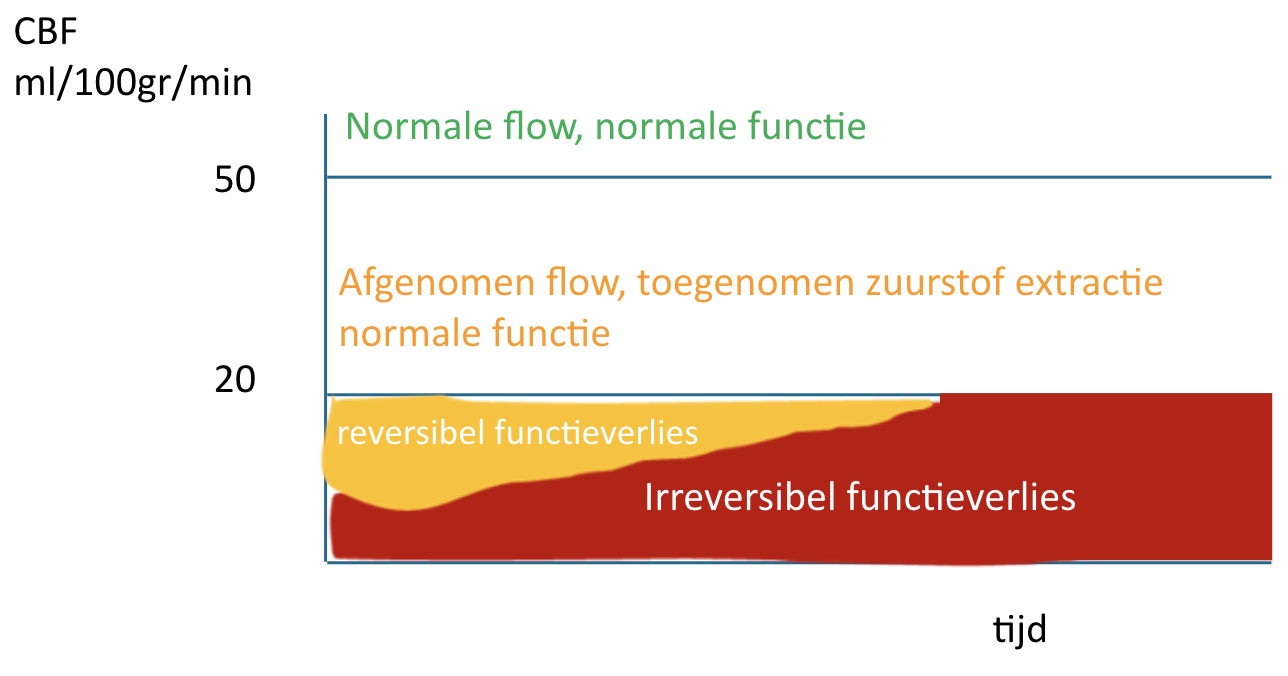 CBF
ml/100gr/min
Normale flow, normale functie
50
Afgenomen flow, toegenomen zuurstof extractie
normale functie
20
reversibel functieverlies
Irreversibel functieverlies
tijd